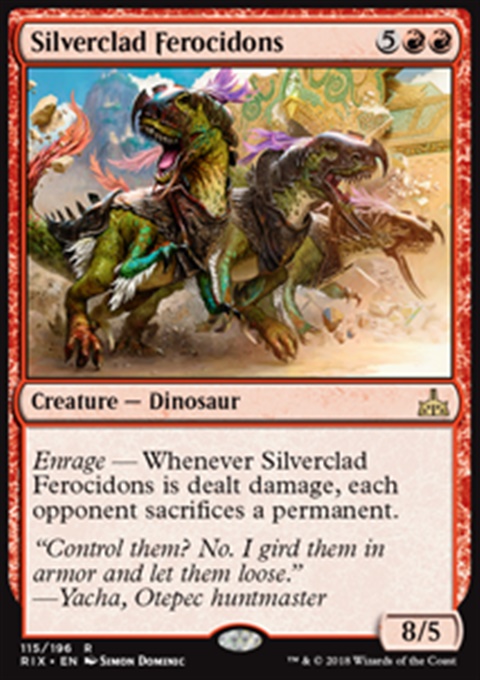 Silverclad Ferocidons 5
Creature — Dinosaur
Enrage — Whenever Silverclad
Ferocidons is dealt damage, each
opponent sacrifices a permanent.
“Control them? No. I gird them in
armor and let them loose.”
—Yacha, Otepec huntmaster
8/5
115/196 R
RIX • EN Simon Dominic
™ & © 2018 Wizards of the Coast